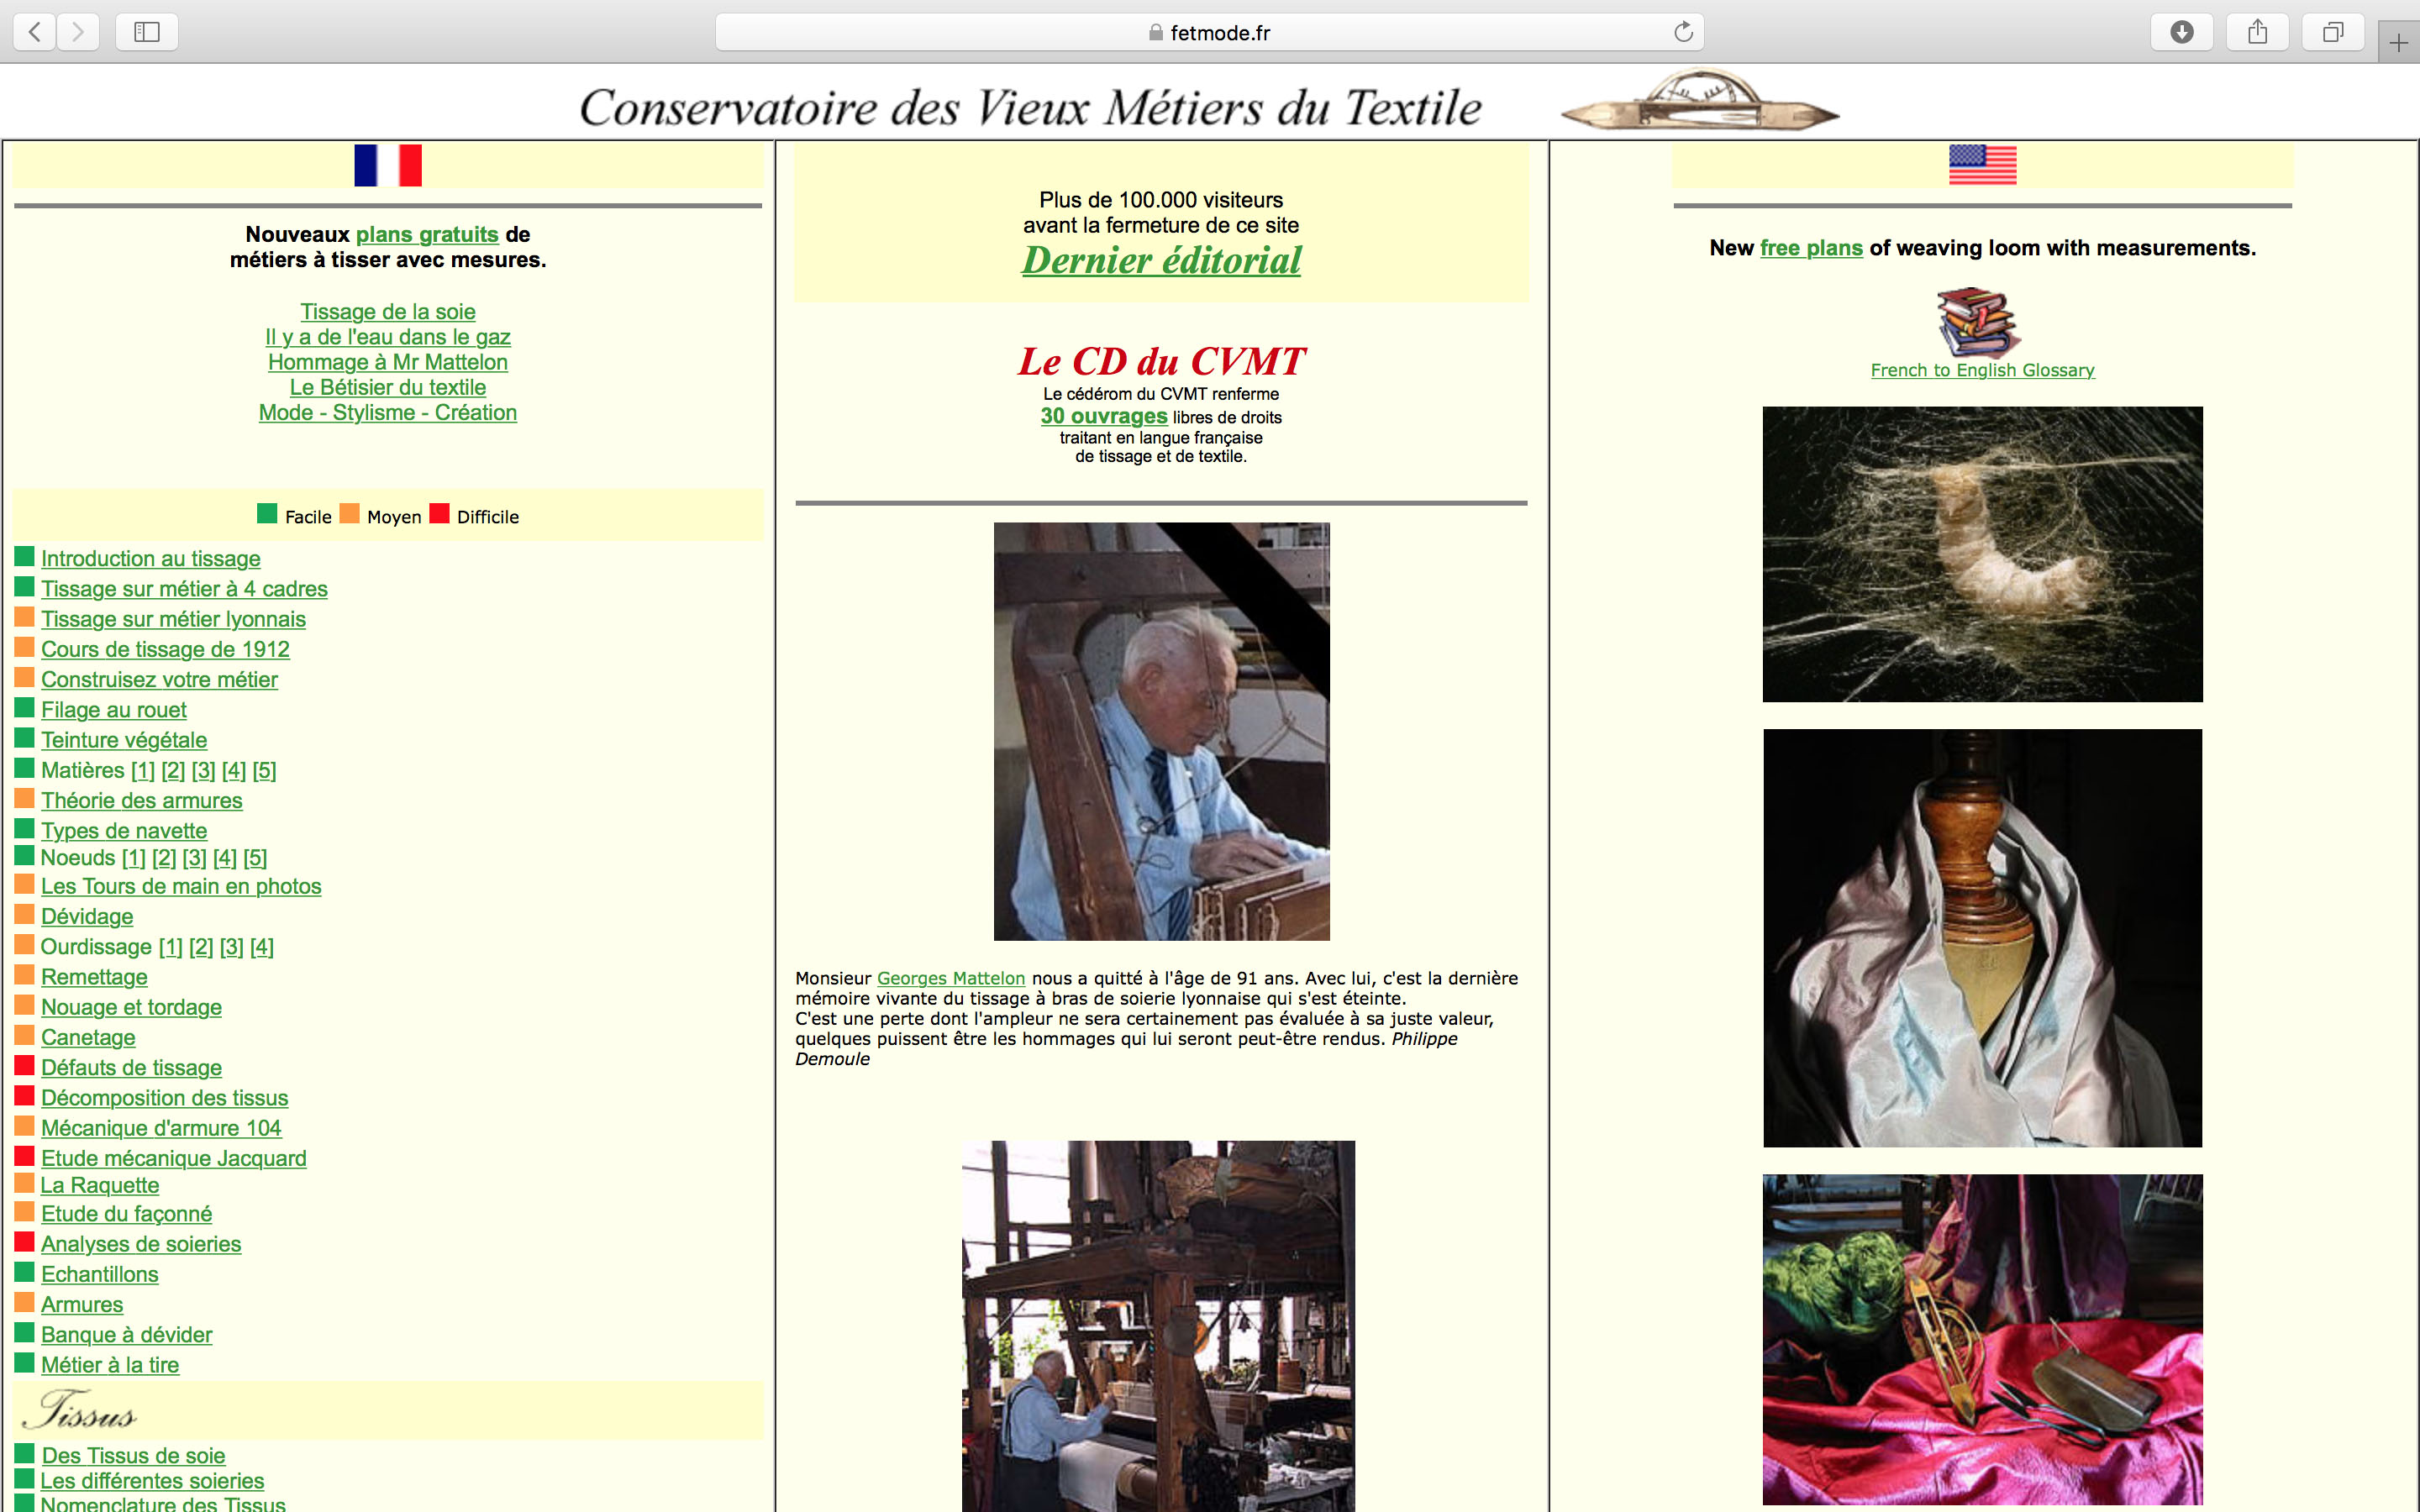 fetmode.fr
Conservatoire des Vieux Métiers du Textile
Nouveaux plans gratuits de
métiers à tisser avec mesures.
Tissage de la soie
Il y a de l'eau dans le gaz
Hommage à Mr Mattelon
Le Bétisier du textile
Mode - Stylisme - Création
Facile Moyen Difficile
Introduction au tissage
Tissage sur métier à 4 cadres
Tissage sur métier lyonnais
Cours de tissage de 1912
Construisez votre métier
Filage au rouet
Teinture végétale
Matières [1] [2] [3] [4] [5]
Théorie des armures
Types de navette
Noeuds [1] [2] [3] [4] [5]
Les Tours de main en photos
Dévidage
Ourdissage [1] [2] [3] [4]
Remettage
Nouage et tordage
Canetage
Défauts de tissage
Décomposition des tissus
Mécanique d'armure 104
Etude mécanique Jacquard
La Raquette
Etude du façonné
Analyses de soieries
Echantillons
Armures
Banque à dévider
Métier à la tire
Tissus
Des Tissus de soie
Les différentes soieries
Nomenclature des Tissus
Plus de 100.000 visiteurs
avant la fermeture de ce site
Dernier éditorial
Le CD du CVMT
Le cédérom du CVMT renferme
30 ouvrages libres de droits
traitant en langue française
de tissage et de textile.
Monsieur Georges Mattelon nous a quitté à l'âge de 91 ans. Avec lui, c'est la dernière
mémoire vivante du tissage à bras de soierie lyonnaise qui s'est éteinte.
C'est une perte dont l'ampleur ne sera certainement pas évaluée à sa juste valeur,
quelques puissent être les hommages qui lui seront peut-être rendus. Philippe
Demoule
New free plans of weaving loom with measurements.
French to English Glossary